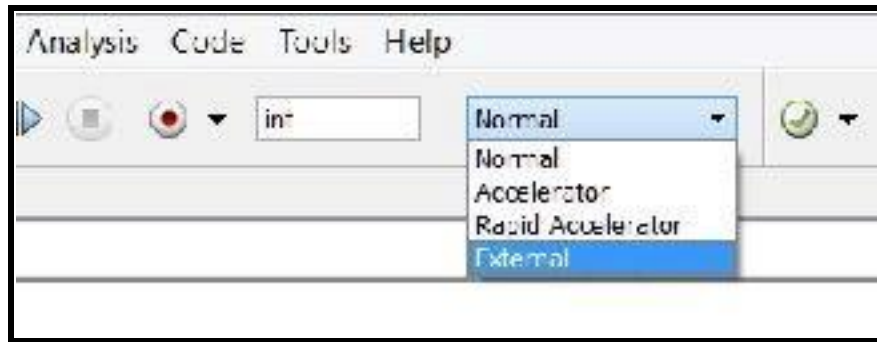 Analysis Code Tools Help
inf Normal
Normal
Accelerator
Rapid Accelerator
External